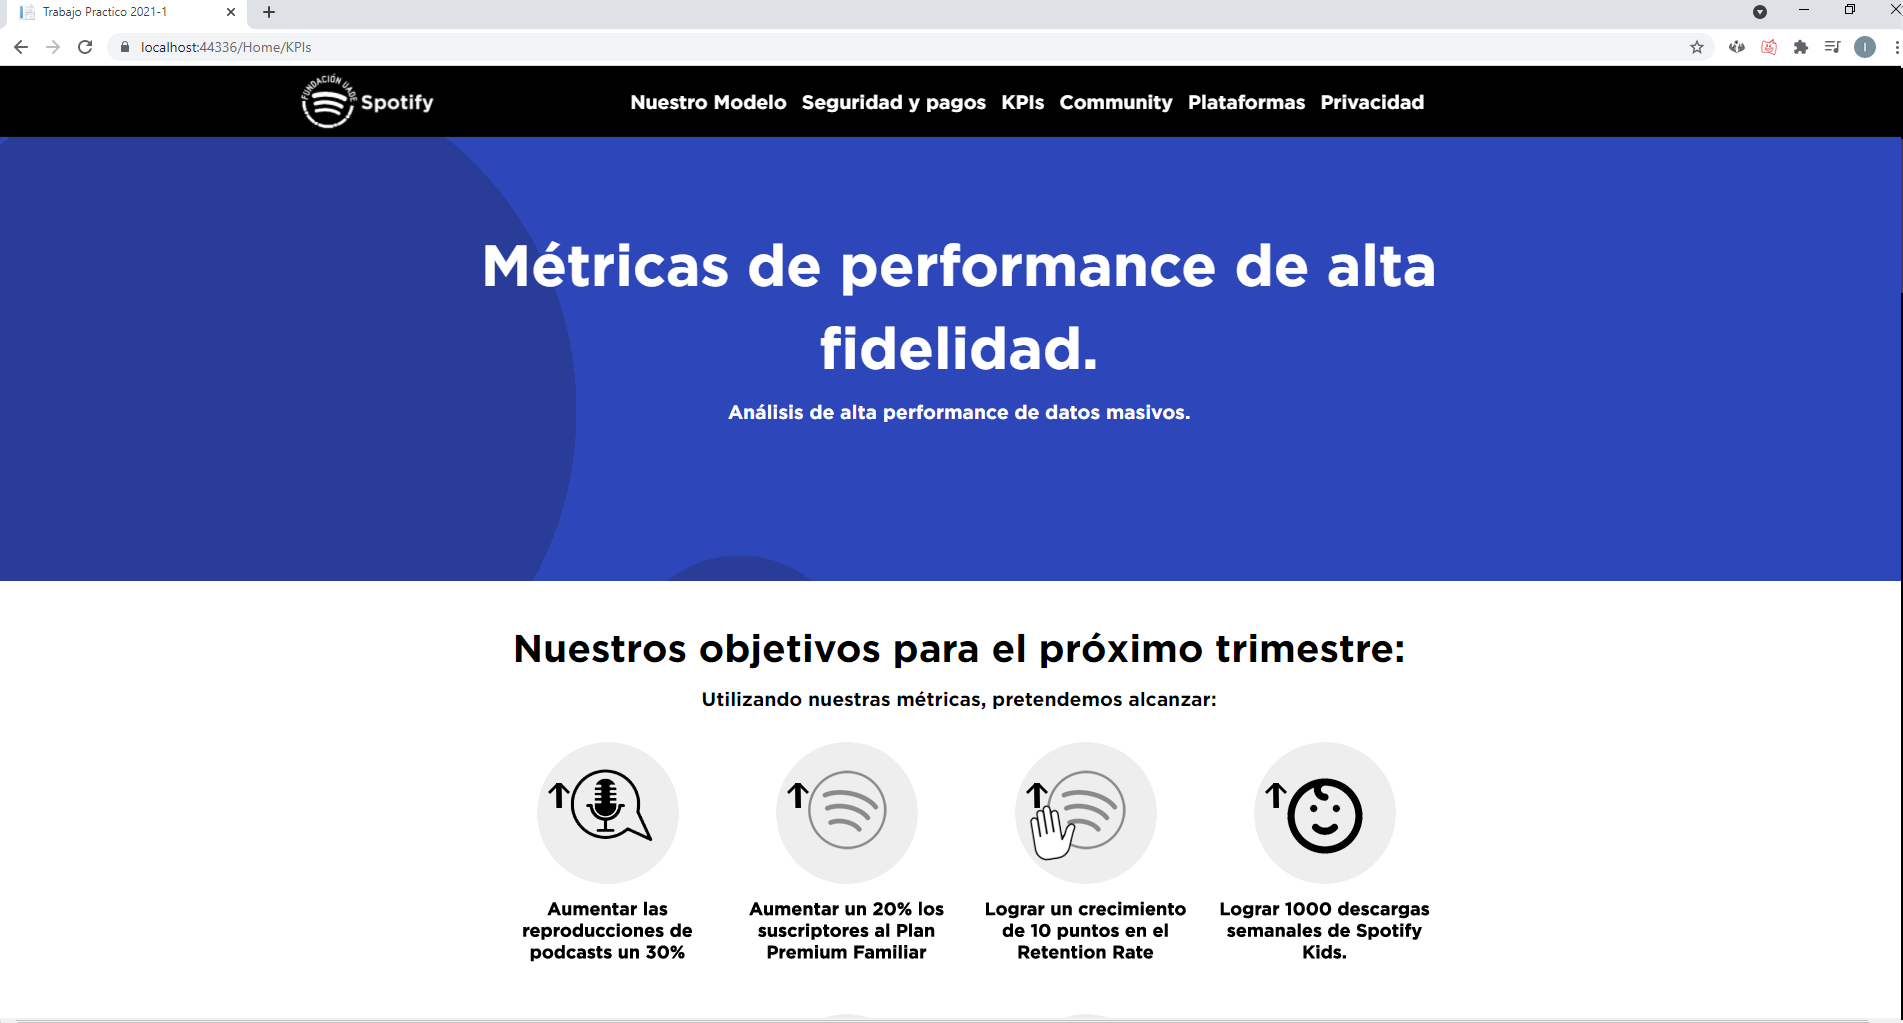 Trabajo Practico 2021-1
localhost:44336/Home/KPIs
I
FUNDACIÓN UADE
Spotify
Nuestro Modelo Seguridad y pagos KPIs Community Plataformas Privacidad
Métricas de performance de alta
fidelidad.
Análisis de alta performance de datos masivos.
Nuestros objetivos para el próximo trimestre:
Utilizando nuestras métricas, pretendemos alcanzar:
Aumentar las
reproducciones de
podcasts un 30%
Aumentar un 20% los
suscriptores al Plan
Premium Familiar
Lograr un crecimiento
de 10 puntos en el
Retention Rate
Lograr 1000 descargas
semanales de Spotify
Kids.